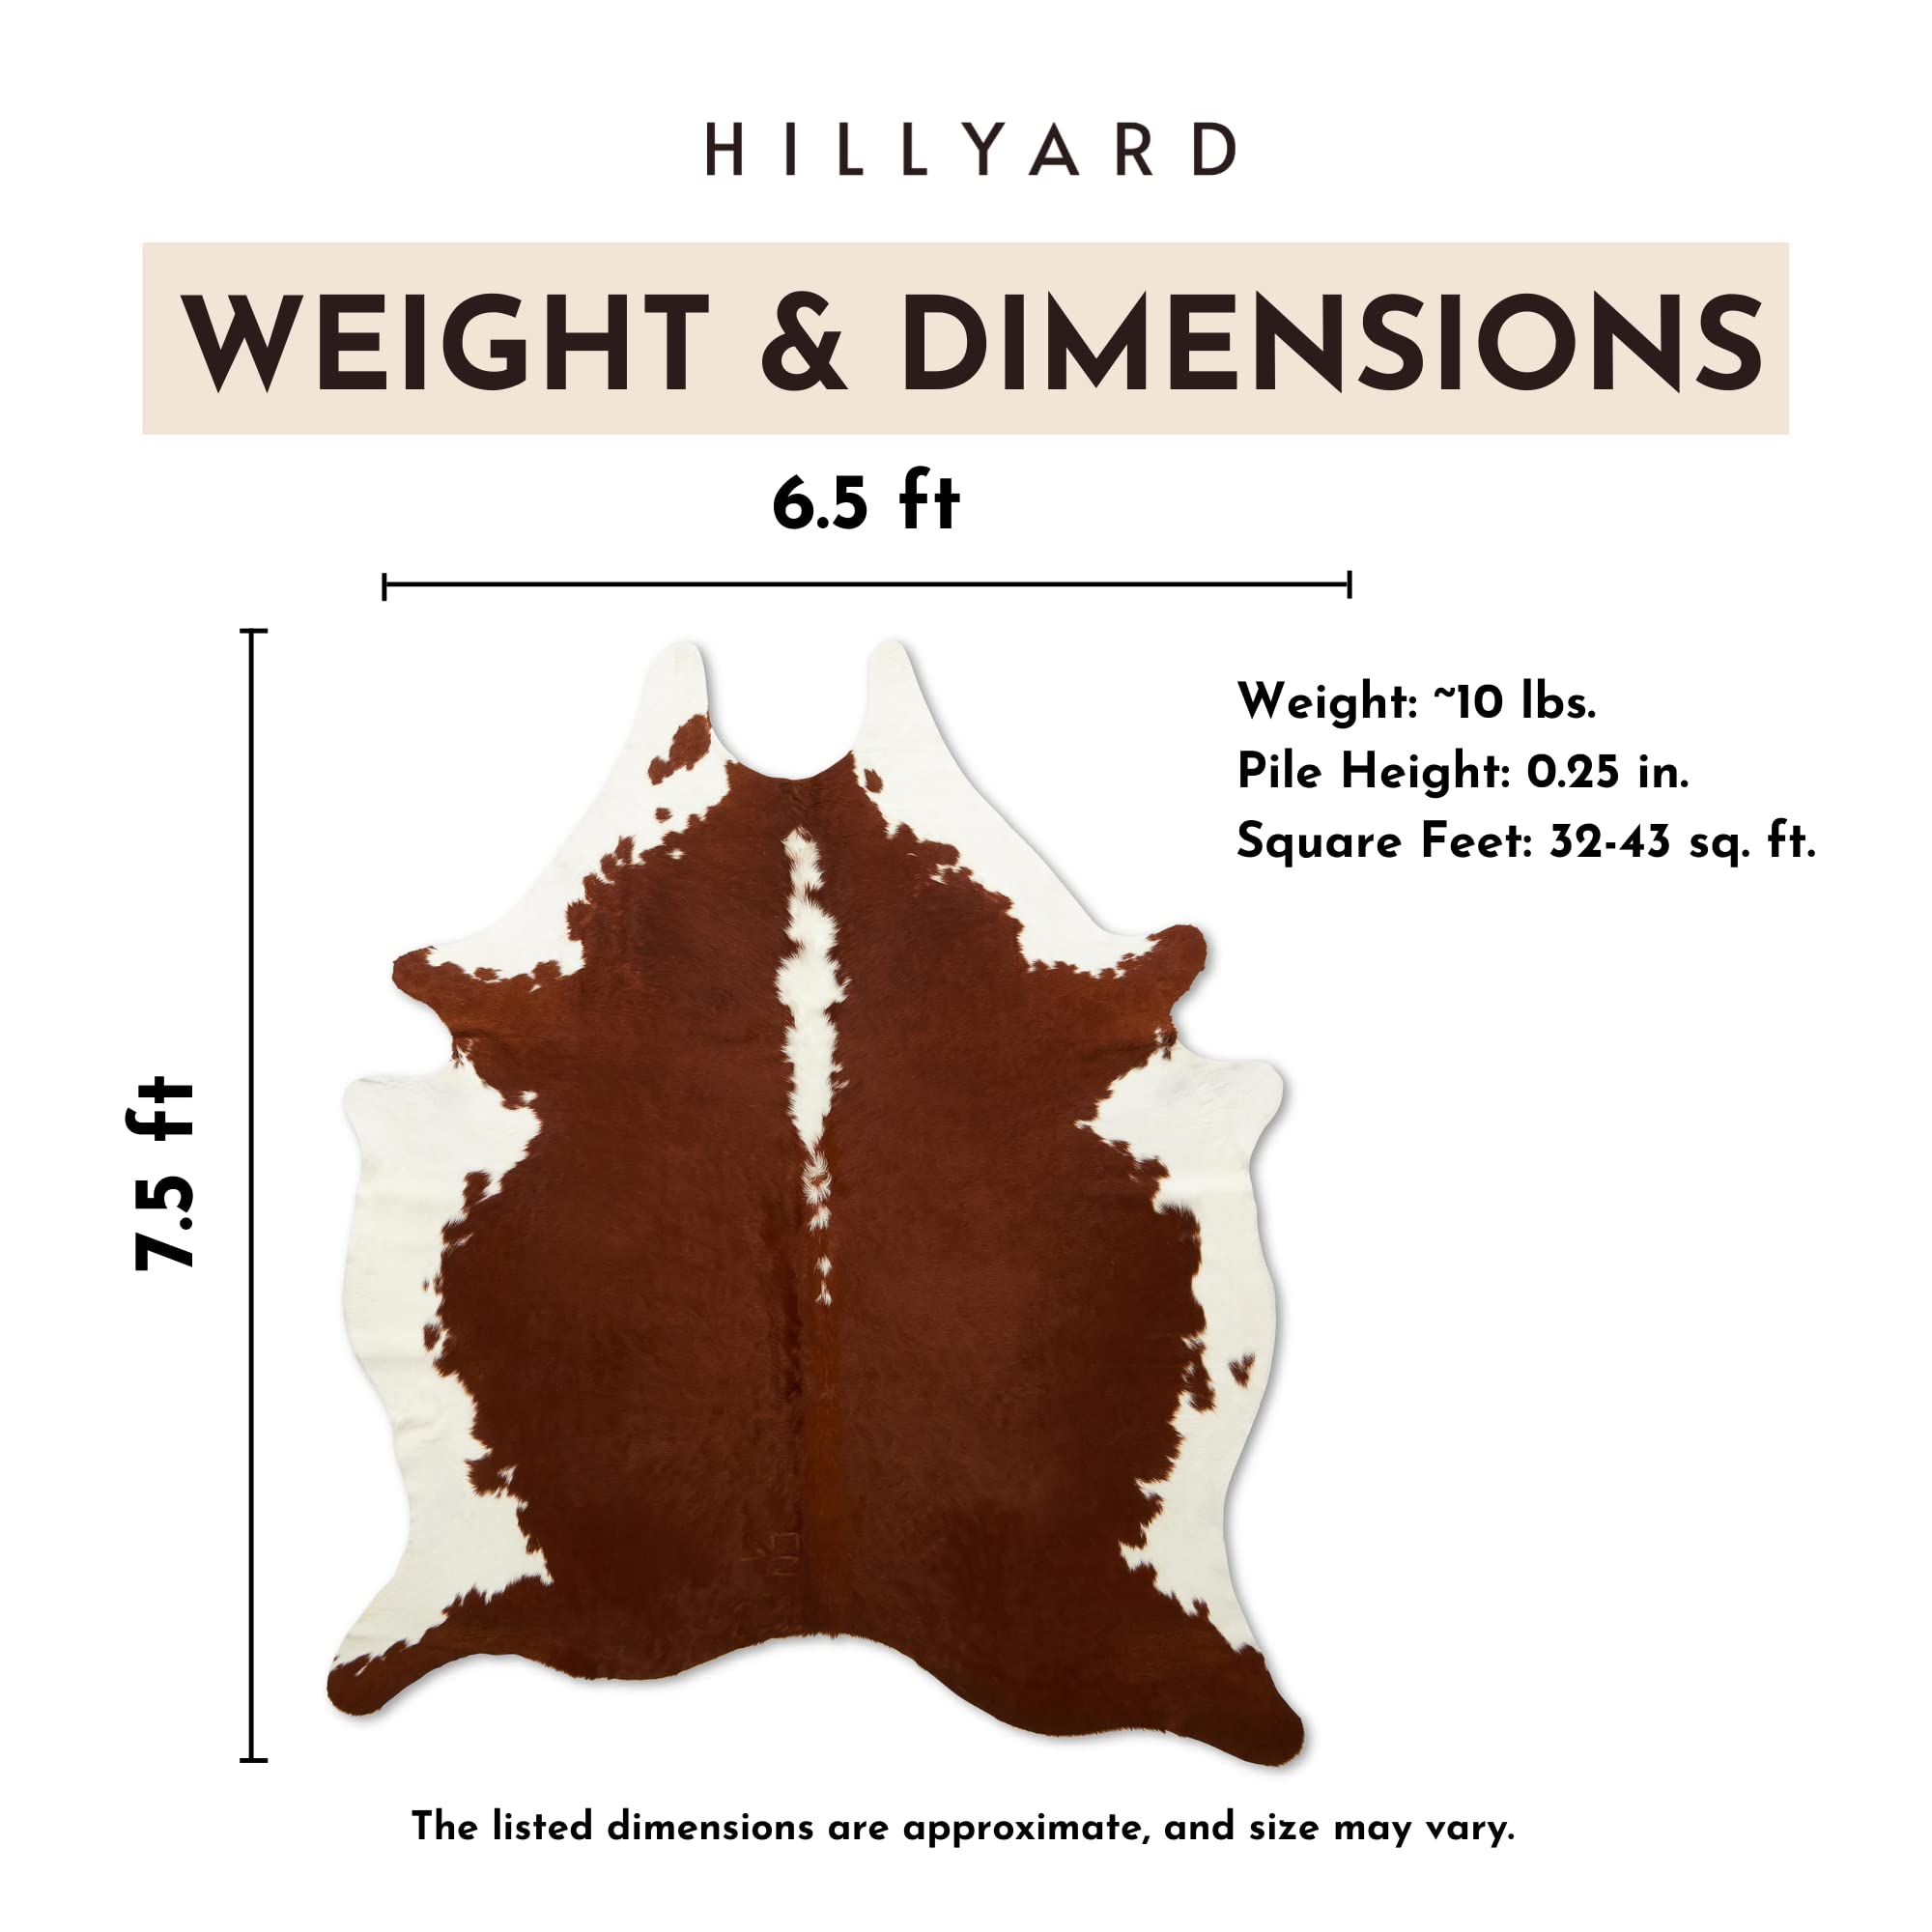 HILLYARD
WEIGHT & DIMENSIONS
6.5 ft
7.5 ft
Weight: ~10 lbs.
Pile Height: 0.25 in.
Square Feet: 32-43 sq. ft.
The listed dimensions are approximate, and size may vary.